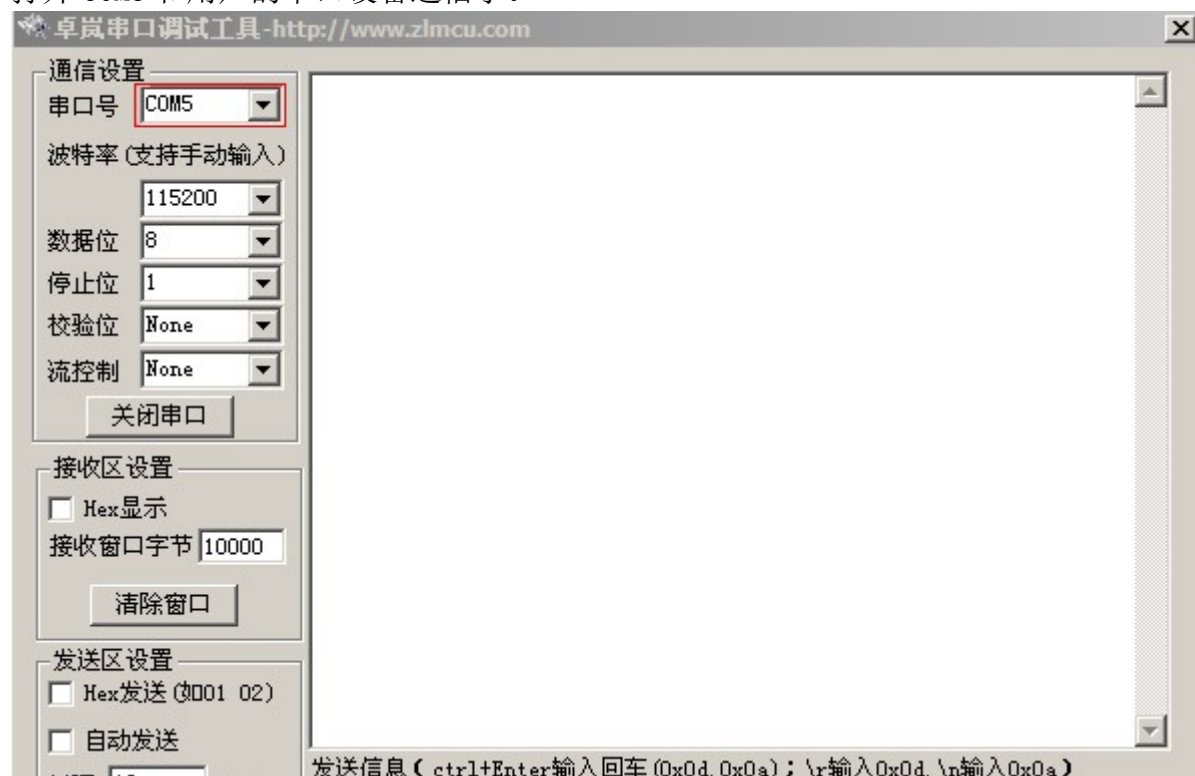 卓岚串口调试工具-http://www.zlmcu.com
通信设置
串口号 COM5
波特率(支持手动输入)
115200
数据位 8
停止位 1
校验位 None
流控制 None
关闭串口
接收区设置
Hex显示
接收窗口字节 10000
清除窗口
发送区设置
Hex发送(如01 02)
自动发送
发送信息(ctrl+Enter输入回车(0x0d,0x0a);\r输入0x0d,\n输入0x0a)